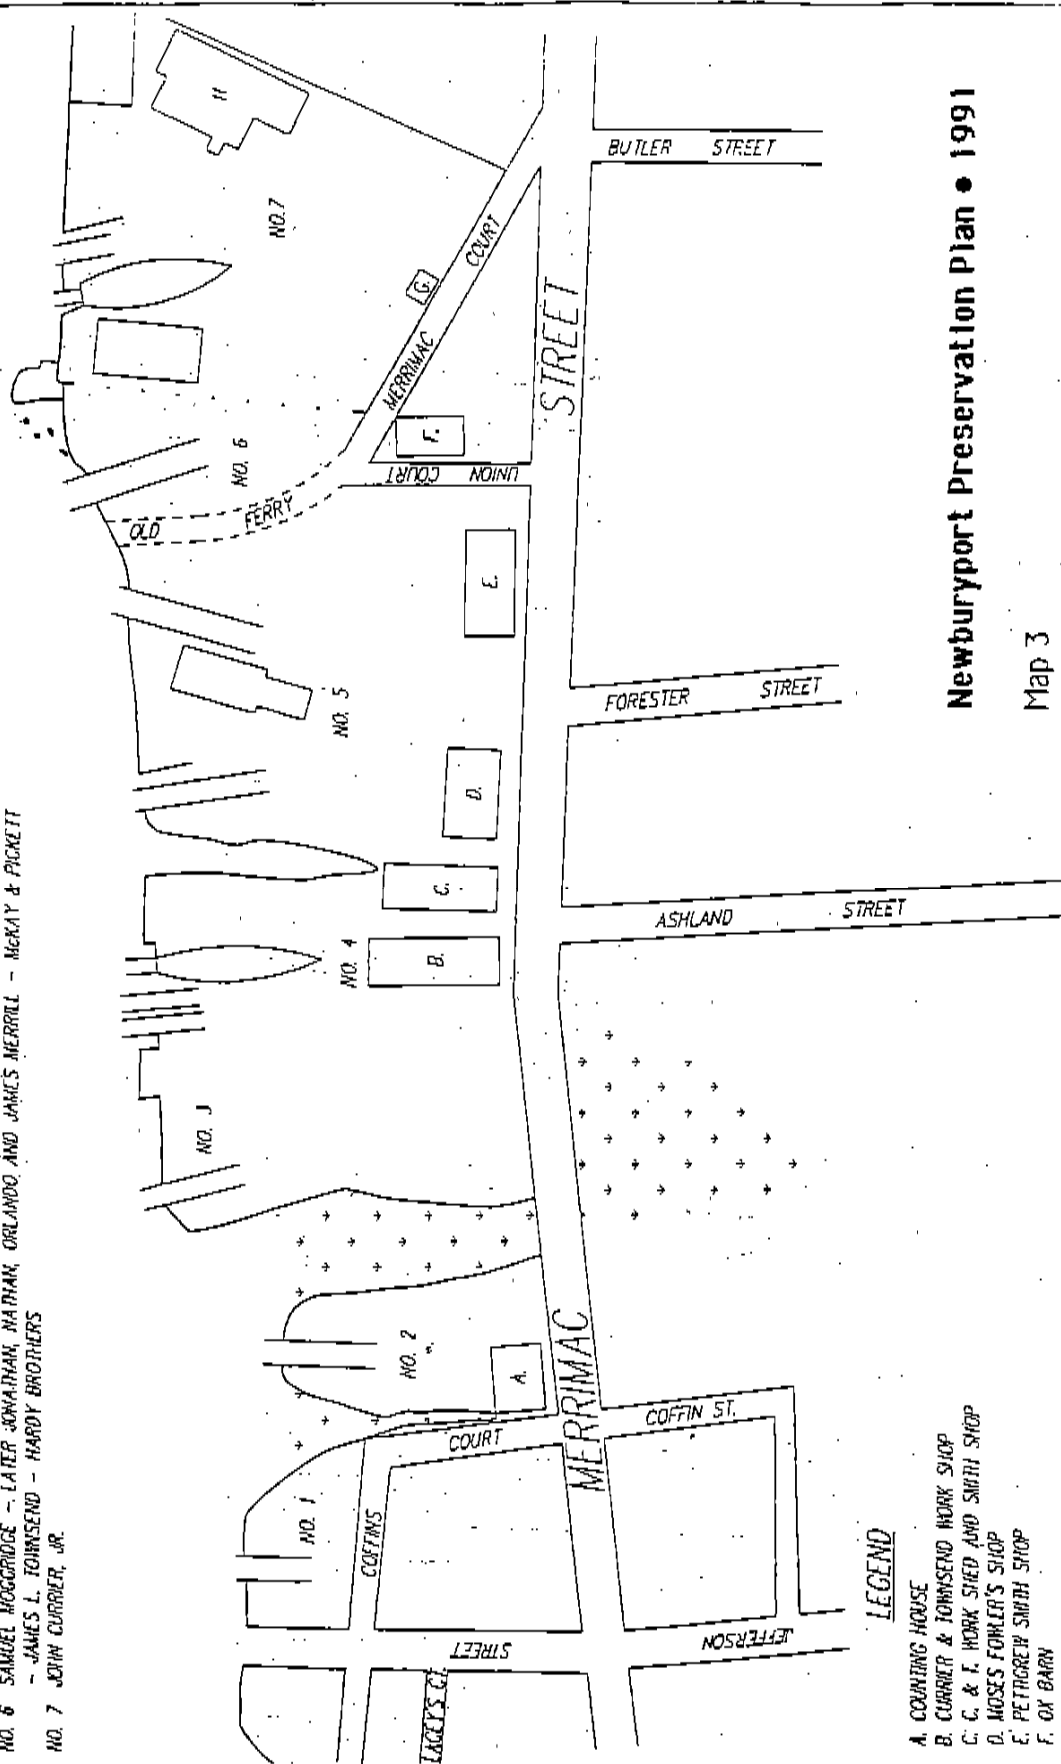 NO. 6 SAMUEL MOGGRIDGE - LATER JONATHAN, NATHAN, ORLANDO, AND JAMES MERRILL - McKAY & PICKETT
- JAMES L. TOWNSEND - HARDY BROTHERS
NO. 7 JOHN CURRIER, JR.
H
NO. 7
NO. 6
NO. 5
NO. 4
NO. 3
NO. 2
NO. 1
OLD FERRY
MERRIMAC COURT
G.
F.
UNION COURT
E.
D.
C.
B.
A.
MERRIMAC STREET
BUTLER STREET
FORESTER STREET
ASHLAND STREET
COFFIN ST.
COFFINS COURT
JEFFERSON STREET
LACEY'S CT.
LEGEND
A. COUNTING HOUSE
B. CURRIER & TOWNSEND WORK SHOP
C. C. & T. WORK SHED AND SMITH SHOP
D. MOSES FOWLER'S SHOP
E. PETTIGREW SMITH SHOP
F. OX BARN
Newburyport Preservation Plan • 1991
Map 3